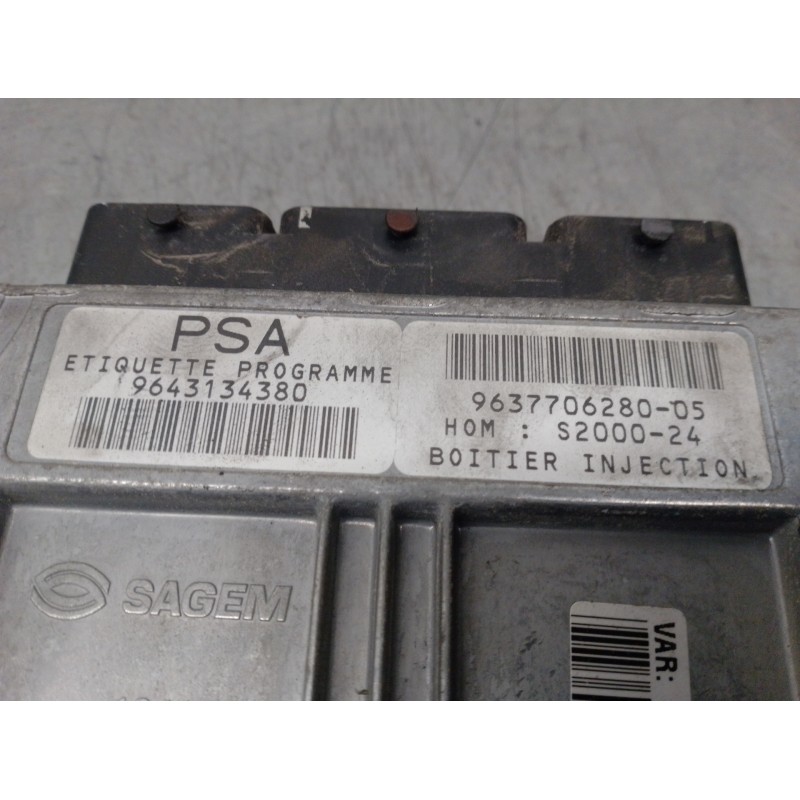 PSA
ETIQUETTE PROGRAMME
9643134380
9637706280-05
HOM : S2000-24
BOITIER INJECTION
SAGEM
VAR: